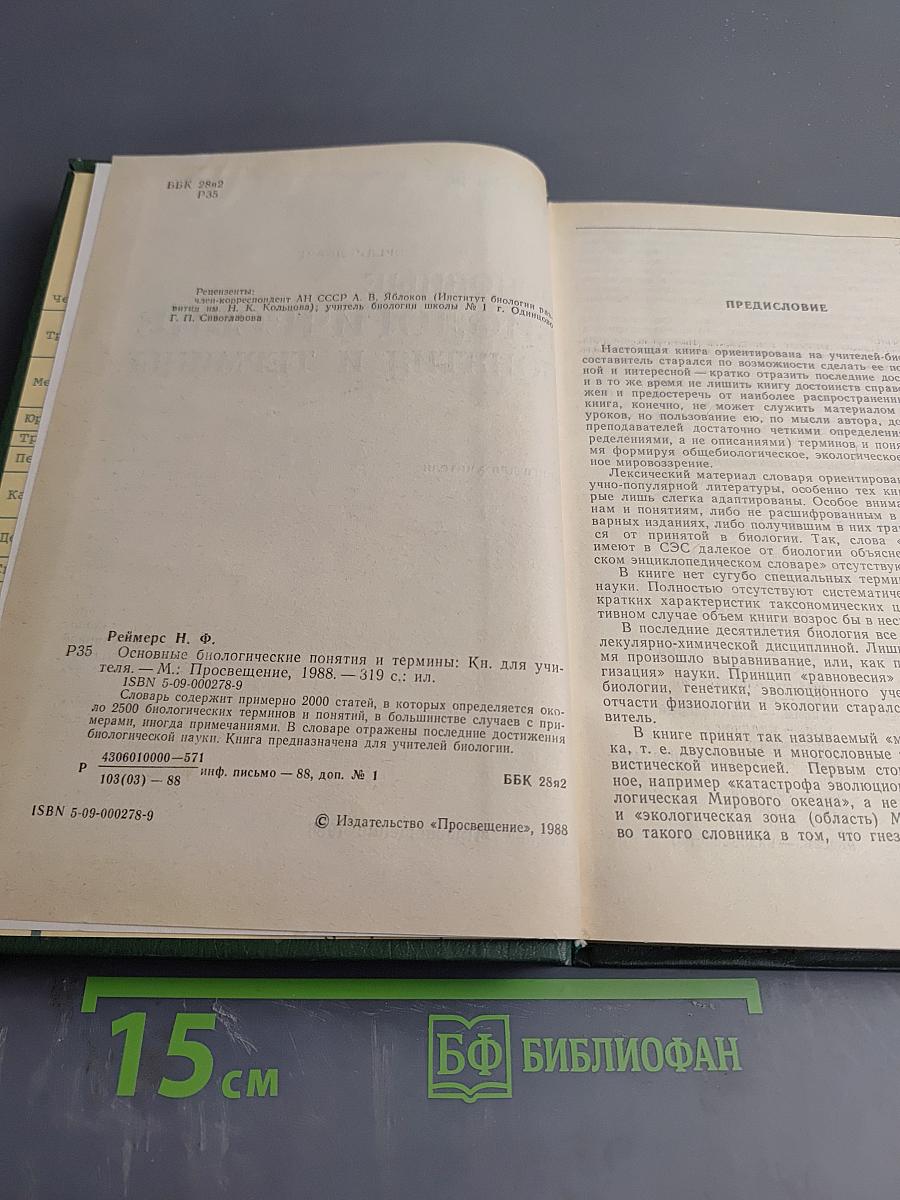 ББК 28я2
Р35
Рецензенты:
член-корреспондент АН СССР А. В. Яблоков (Институт биологии раз-
вития им. Н. К. Кольцова); учитель биологии школы № 1 г. Одинцово
Г. П. Сивоглазова
Реймерс Н. Ф.
Р35 Основные биологические понятия и термины: Кн. для учи-
теля. — М.: Просвещение, 1988. — 319 с.: ил.
ISBN 5-09-000278-9
Словарь содержит примерно 2000 статей, в которых определяется око-
ло 2500 биологических терминов и понятий, в большинстве случаев с при-
мерами, иногда примечаниями. В словаре отражены последние достижения
биологической науки. Книга предназначена для учителей биологии.
Р 4306010000—571
103(03) — 88 инф. письмо — 88, доп. № 1
ББК 28я2
ISBN 5-09-000278-9
© Издательство «Просвещение», 1988
ПРЕДИСЛОВИЕ
Настоящая книга ориентирована на учителей-био
составитель старался по возможности сделать ее по
ной и интересной — кратко отразить последние дос
и в то же время не лишить книгу достоинств справо
жен и предостеречь от наиболее распространенн
книга, конечно, не может служить материалом
уроков, но пользование ею, по мысли автора, до
преподавателей достаточно четкими определения
ределениями, а не описаниями) терминов и поня
мя формируя общебиологическое, экологическое
ное мировоззрение.
Лексический материал словаря ориентирован
учно-популярной литературы, особенно тех кни
рые лишь слегка адаптированы. Особое внима
нам и понятиям, либо не расшифрованным в
варных изданиях, либо получившим в них трак
ся от принятой в биологии. Так, слова «
имеют в СЭС далекое от биологии объясне
ском энциклопедическом словаре» отсутствую
В книге нет сугубо специальных термин
науки. Полностью отсутствуют систематиче
кратких характеристик таксономических ц
тивном случае объем книги возрос бы в неск
В последние десятилетия биология все
лекулярно-химической дисциплиной. Лиш
мя произошло выравнивание, или, как п
гизация» науки. Принцип «равновесия»
биологии, генетики, эволюционного уче
отчасти физиологии и экологии старался
витель.
В книге принят так называемый «м
ка, т. е. двусловные и многословные
вистической инверсией. Первым сто
ное, например «катастрофа эволюцион
логическая Мирового океана», а не
и «экологическая зона (область) М
во такого словника в том, что гнез
15 см
БФ БИБЛИОФАН